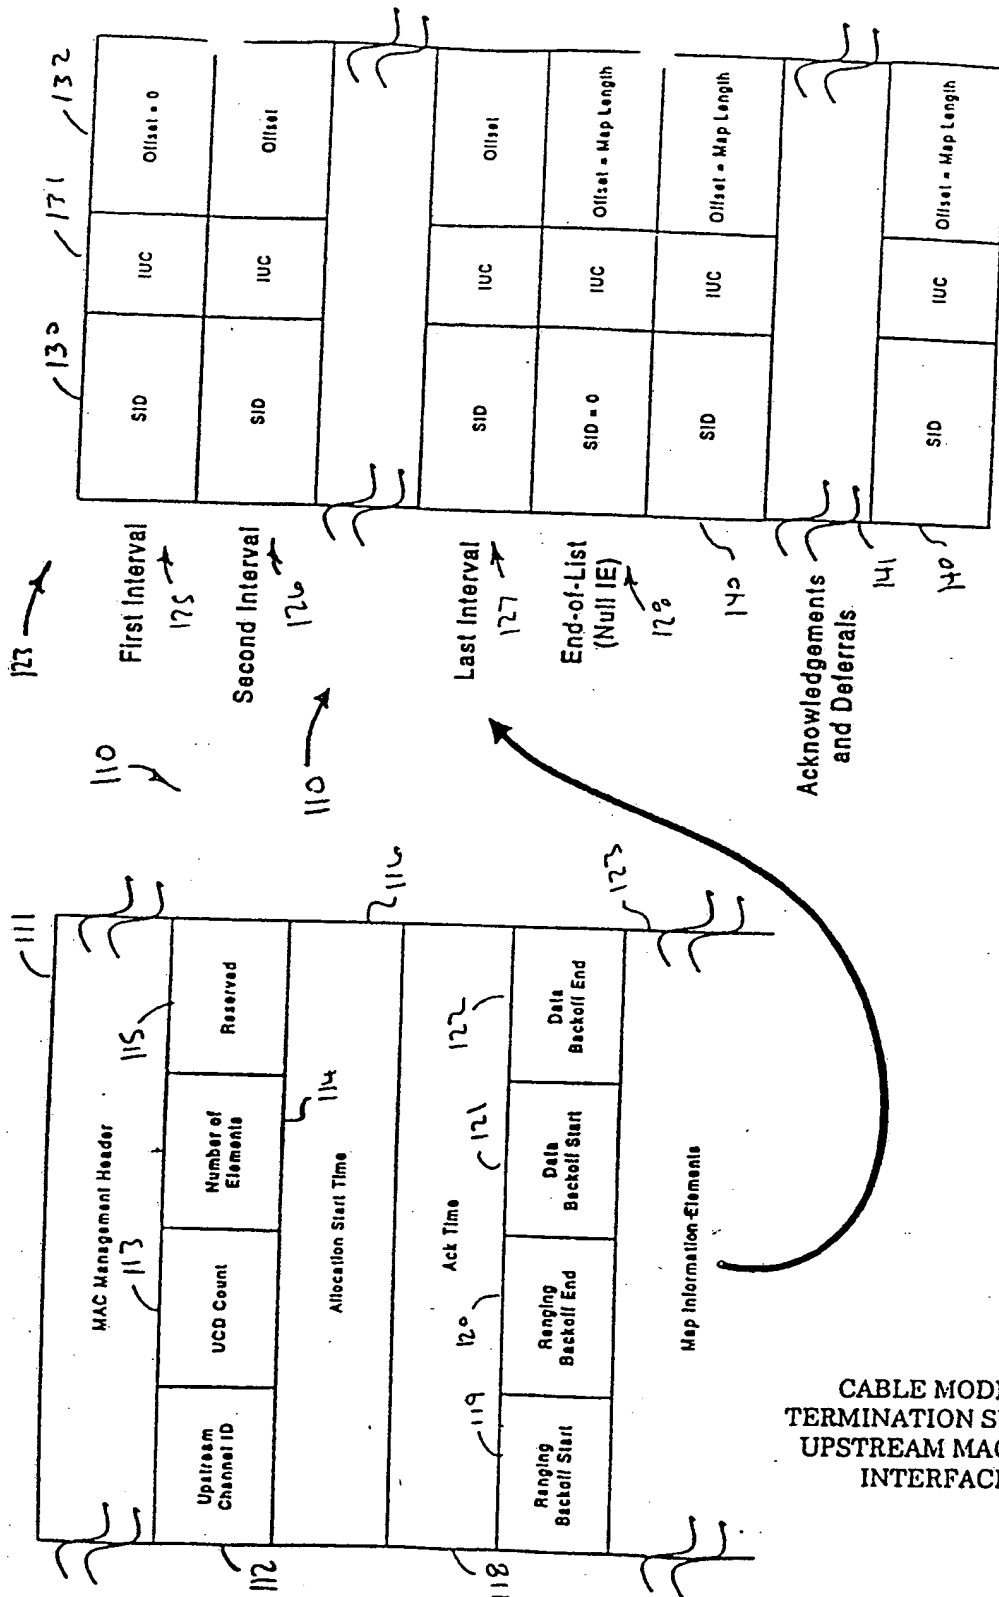 111
MAC Management Header
113
115
Upstream
Channel ID
UCD Count
Number of
Elements
Reserved
112
114
Allocation Start Time
116
Ack Time
118
119
120
121
122
Ranging
Backoff Start
Ranging
Backoff End
Data
Backoff Start
Data
Backoff End
123
Map Information Elements
110
110
123
130
131
132
First Interval
125
SID
IUC
Offset = 0
Second Interval
126
SID
IUC
Offset
Last Interval
127
SID
IUC
Offset
End-of-List
(Null IE)
SID = 0
IUC
Offset = Map Length
140
SID
IUC
Offset = Map Length
Acknowledgements
and Deferrals
141
140
SID
IUC
Offset = Map Length
CABLE MOD
TERMINATION
UPSTREAM MAC
INTERFAC